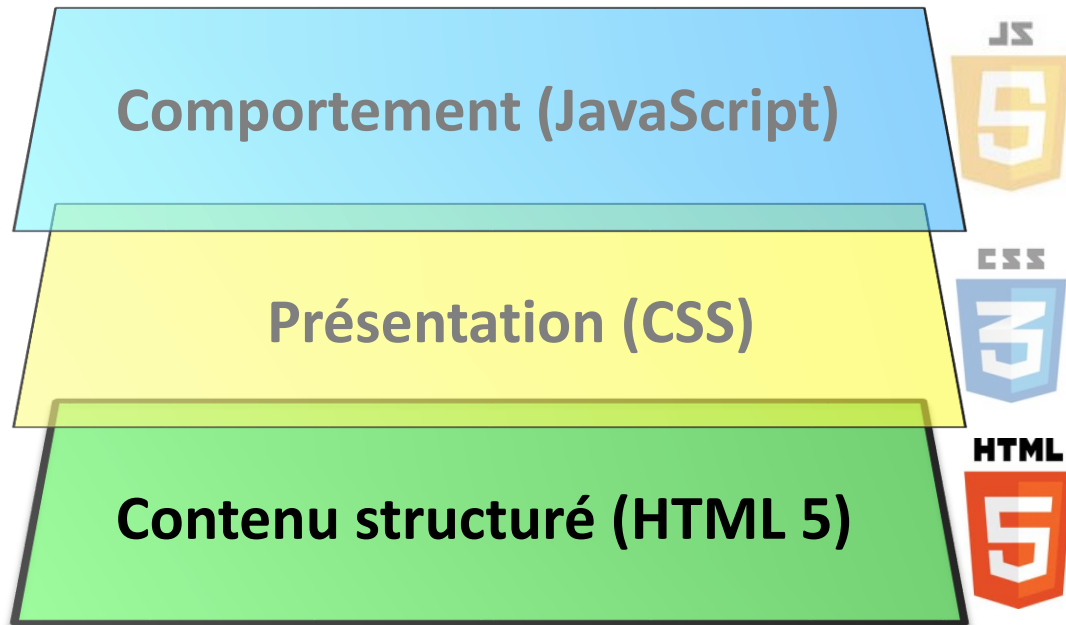 Comportement (JavaScript)
JS
5
Présentation (CSS)
CSS
3
Contenu structuré (HTML 5)
HTML
5